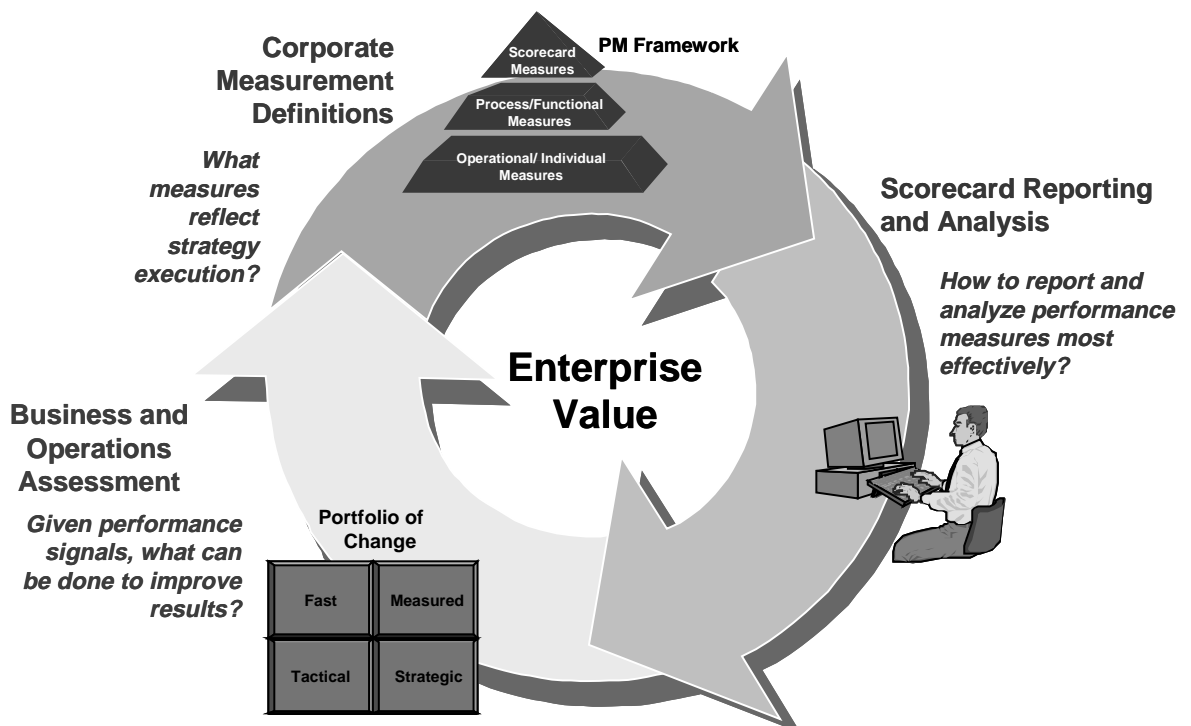 Corporate
Measurement
Definitions
What
measures
reflect
strategy
execution?
PM Framework
Scorecard
Measures
Process/Functional
Measures
Operational/ Individual
Measures
Scorecard Reporting
and Analysis
How to report and
analyze performance
measures most
effectively?
Enterprise
Value
Business and
Operations
Assessment
Given performance
signals, what can
be done to improve
results?
Portfolio of
Change
Fast
Measured
Tactical
Strategic